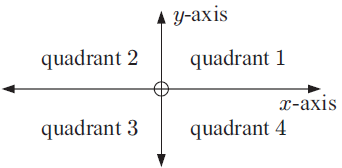 y-axis
quadrant 2 quadrant 1
x-axis
quadrant 3 quadrant 4